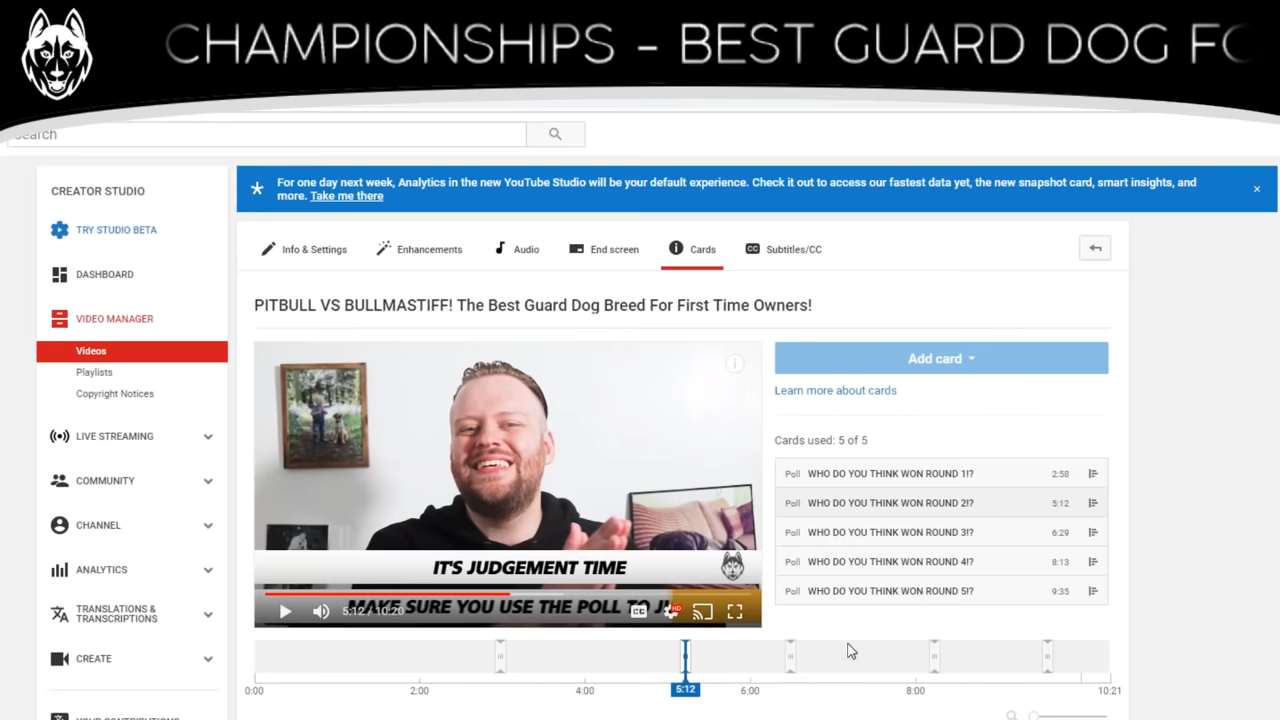 CHAMPIONSHIPS - BEST GUARD DOG FO
Search
CREATOR STUDIO
For one day next week, Analytics in the new YouTube Studio will be your default experience. Check it out to access our fastest data yet, the new snapshot card, smart insights, and
more. Take me there
TRY STUDIO BETA
DASHBOARD
VIDEO MANAGER
Videos
Playlists
Copyright Notices
LIVE STREAMING
COMMUNITY
CHANNEL
ANALYTICS
TRANSLATIONS &
TRANSCRIPTIONS
CREATE
YOUR CONTRIBUTIONS
Info & Settings
Enhancements
Audio
End screen
Cards
CC Subtitles/CC
PITBULL VS BULLMASTIFF! The Best Guard Dog Breed For First Time Owners!
IT'S JUDGEMENT TIME
MAKE SURE YOU USE THE POLL TO J
5:12 / 10:20
CC
HD
Add card
Learn more about cards
Cards used: 5 of 5
Poll WHO DO YOU THINK WON ROUND 1!? 2:58
Poll WHO DO YOU THINK WON ROUND 2!? 5:12
Poll WHO DO YOU THINK WON ROUND 3!? 6:29
Poll WHO DO YOU THINK WON ROUND 4!? 8:13
Poll WHO DO YOU THINK WON ROUND 5!? 9:35
0:00 2:00 4:00 5:12 6:00 8:00 10:21